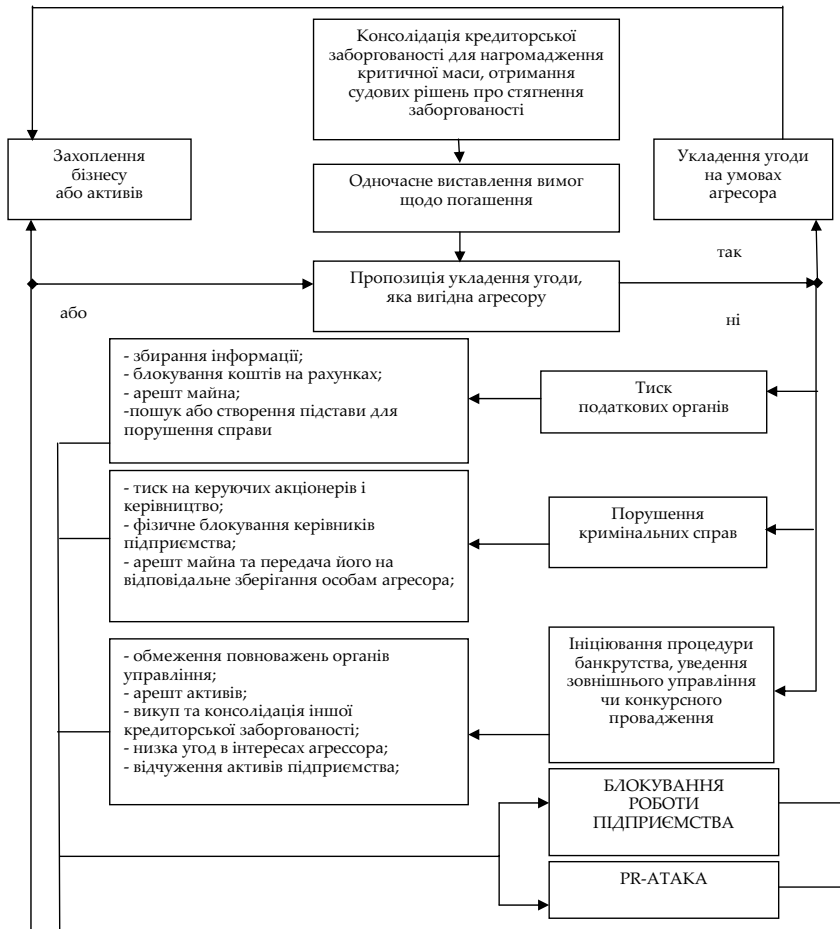 Консолідація кредиторської
заборгованості для нагромадження
критичної маси, отримання
судових рішень про стягнення
заборгованості
Захоплення
бізнесу
або активів
Укладення угоди
на умовах
агресора
Одночасне виставлення вимог
щодо погашення
так
Пропозиція укладення угоди,
яка вигідна агресору
або
ні
- збирання інформації;
- блокування коштів на рахунках;
- арешт майна;
-пошук або створення підстави для
порушення справи
Тиск
податкових органів
- тиск на керуючих акціонерів і
керівництво;
- фізичне блокування керівників
підприємства;
- арешт майна та передача його на
відповідальне зберігання особам агресора;
Порушення
кримінальних справ
- обмеження повноважень органів
управління;
- арешт активів;
- викуп та консолідація іншої
кредиторської заборгованості;
- низка угод в інтересах агрессора;
- відчуження активів підприємства;
Ініціювання процедури
банкрутства, уведення
зовнішнього управління
чи конкурсного
провадження
БЛОКУВАННЯ
РОБОТИ
ПІДПРИЄМСТВА
PR-АТАКА